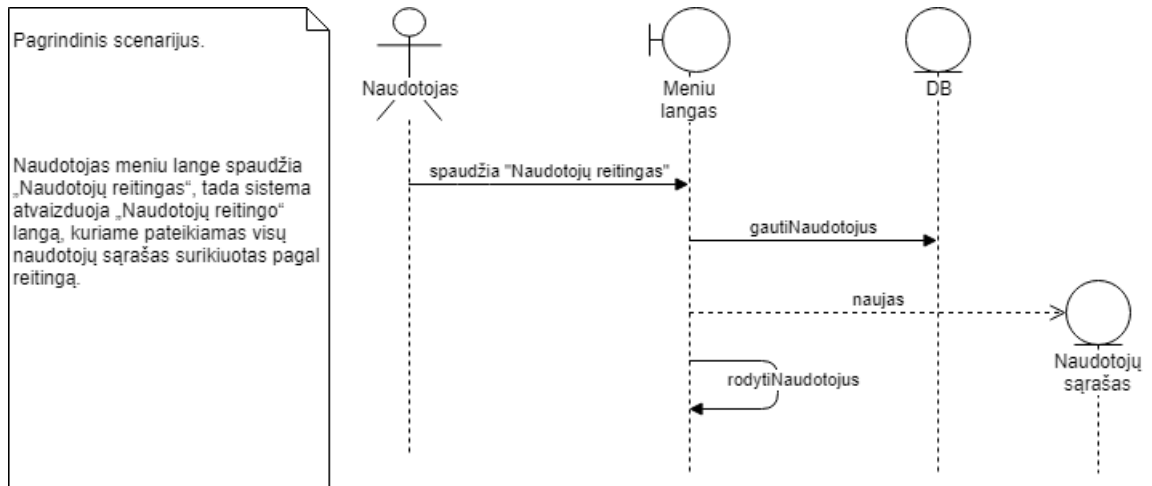 Pagrindinis scenarijus.
Naudotojas meniu lange spaudžia
„Naudotojų reitingas“, tada sistema
atvaizduoja „Naudotojų reitingo“
langą, kuriame pateikiamas visų
naudotojų sąrašas surikiuotas pagal
reitingą.
Naudotojas
Meniu
langas
DB
spaudžia "Naudotojų reitingas"
gautiNaudotojus
naujas
Naudotojų
sąrašas
rodytiNaudotojus